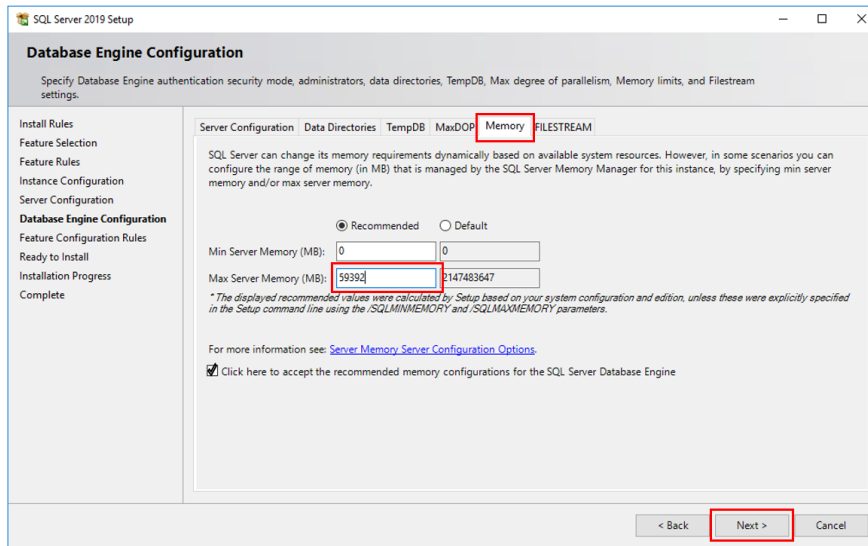 SQL Server 2019 Setup
Database Engine Configuration
Specify Database Engine authentication security mode, administrators, data directories, TempDB, Max degree of parallelism, Memory limits, and Filestream
settings.
Install Rules
Feature Selection
Feature Rules
Instance Configuration
Server Configuration
Database Engine Configuration
Feature Configuration Rules
Ready to Install
Installation Progress
Complete
Server Configuration Data Directories TempDB MaxDOP Memory FILESTREAM
SQL Server can change its memory requirements dynamically based on available system resources. However, in some scenarios you can
configure the range of memory (in MB) that is managed by the SQL Server Memory Manager for this instance, by specifying min server
memory and/or max server memory.
Recommended Default
Min Server Memory (MB): 0 0
Max Server Memory (MB): 59392 2147483647
* The displayed recommended values were calculated by Setup based on your system configuration and edition, unless these were explicitly specified
in the Setup command line using the /SQLMINMEMORY and /SQLMAXMEMORY parameters.
For more information see: Server Memory Server Configuration Options.
Click here to accept the recommended memory configurations for the SQL Server Database Engine
< Back Next > Cancel